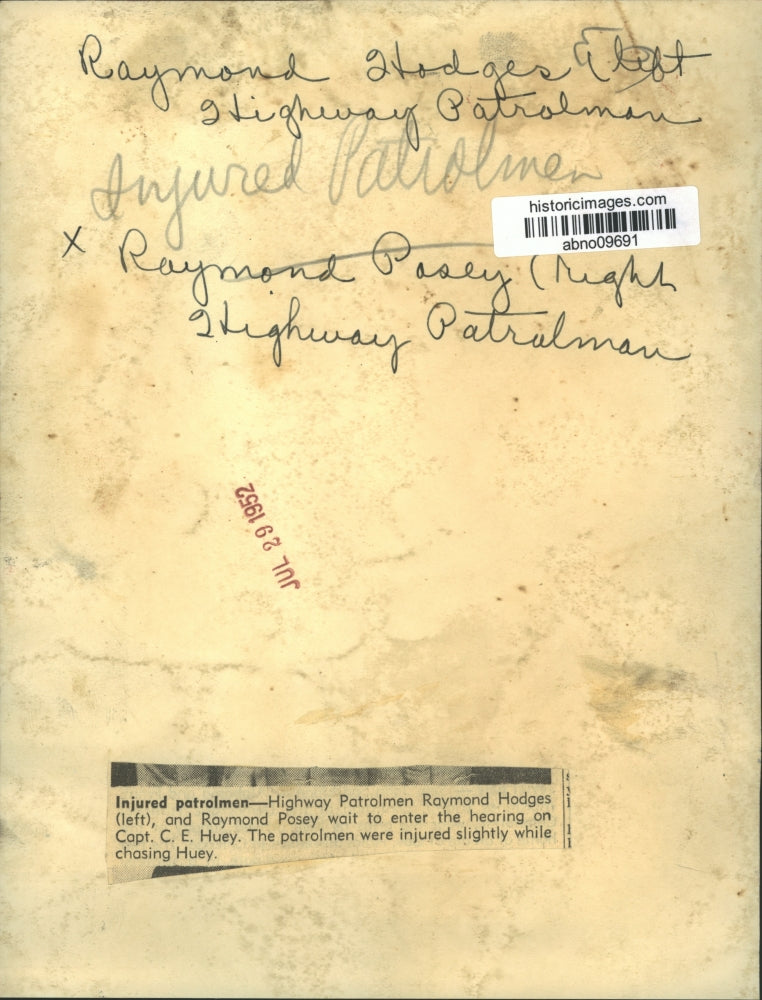 Raymond Hodges (left
Highway Patrolman
Injured Patrolmen
historicimages.com
abno09691
X Raymond Posey (right
Highway Patrolman
JUL 29 1952
Injured patrolmen—Highway Patrolmen Raymond Hodges
(left), and Raymond Posey wait to enter the hearing on
Capt. C. E. Huey. The patrolmen were injured slightly while
chasing Huey.